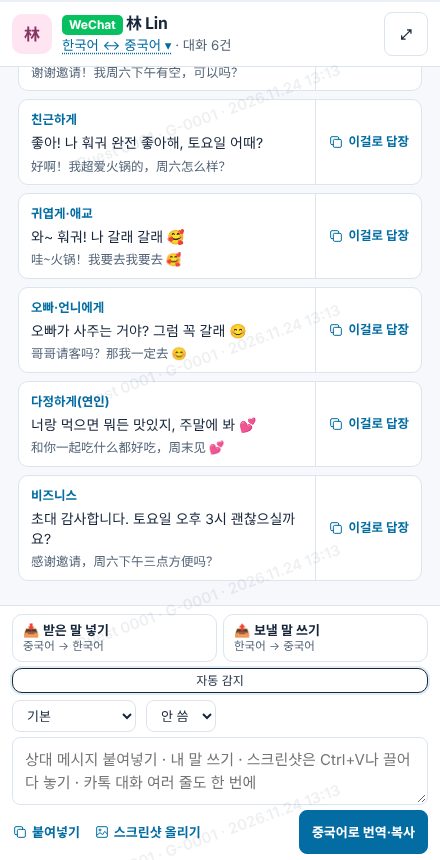 林
WeChat 林 Lin
한국어 ↔ 중국어 ▾ · 대화 6건
谢谢邀请！我周六下午有空，可以吗?
친근하게
좋아! 나 훠궈 완전 좋아해, 토요일 어때?
好啊！我超爱火锅的，周六怎么样?
이걸로 답장
귀엽게·애교
와~ 훠궈! 나 갈래 갈래 🥰
哇~火锅！我要去我要去 🥰
이걸로 답장
오빠·언니에게
오빠가 사주는 거야? 그럼 꼭 갈래 😊
哥哥请客吗？那我一定去 😊
이걸로 답장
다정하게(연인)
너랑 먹으면 뭐든 맛있지, 주말에 봐 💕
和你一起吃什么都好吃，周末见 💕
이걸로 답장
비즈니스
초대 감사합니다. 토요일 오후 3시 괜찮으실까
요?
感谢邀请，周六下午三点方便吗?
이걸로 답장
📥 받은 말 넣기
중국어 → 한국어
📤 보낼 말 쓰기
한국어 → 중국어
자동 감지
기본
안 씀
상대 메시지 붙여넣기 · 내 말 쓰기 · 스크린샷은 Ctrl+V나 끌어
다 놓기 · 카톡 대화 여러 줄도 한 번에
붙여넣기
스크린샷 올리기
중국어로 번역·복사
G-0001 · 2026.11.24 13:13